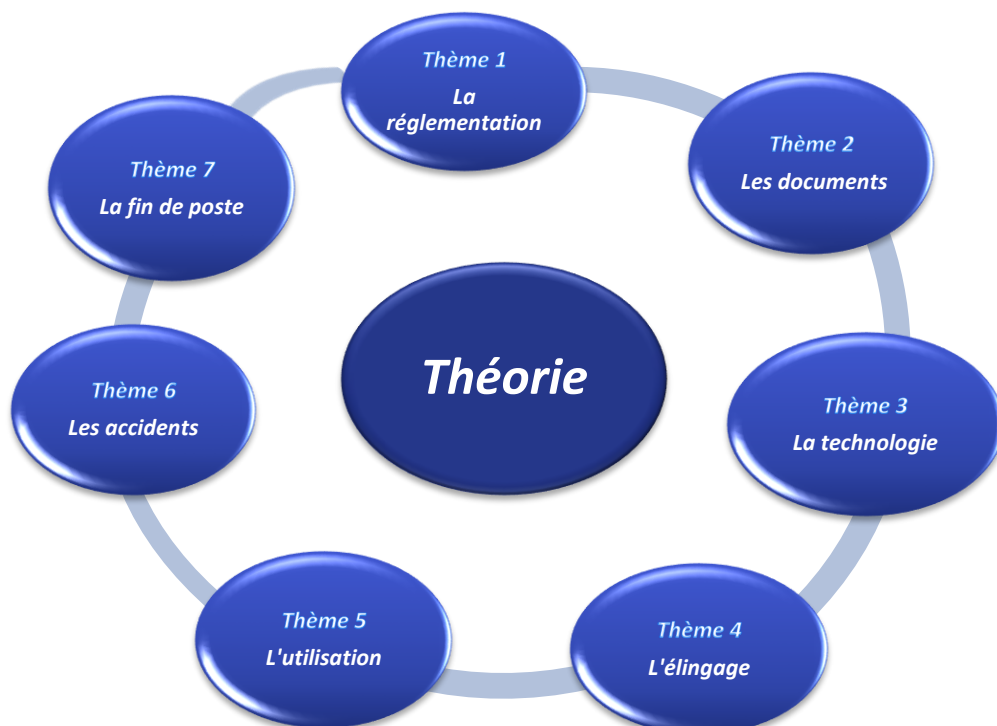 Thème 1
La
réglementation
Thème 2
Les documents
Thème 3
La technologie
Thème 4
L'élingage
Thème 5
L'utilisation
Thème 6
Les accidents
Thème 7
La fin de poste
Théorie